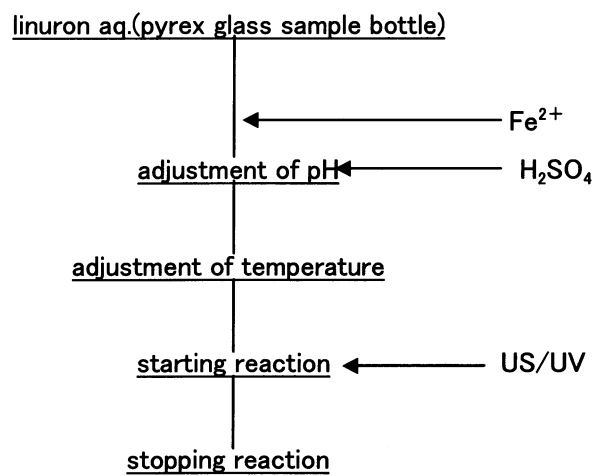 linuron aq.(pyrex glass sample bottle)
Fe²⁺
adjustment of pH
H₂SO₄
adjustment of temperature
starting reaction
US/UV
stopping reaction